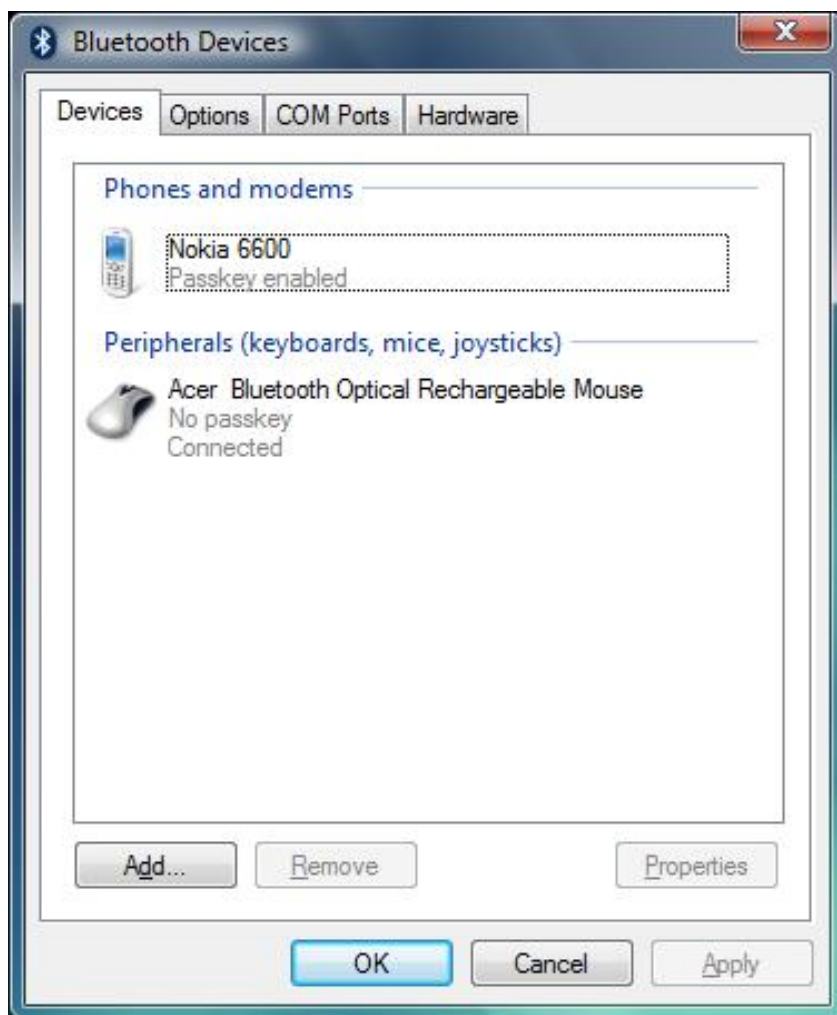 Bluetooth Devices
Devices
Options
COM Ports
Hardware
Phones and modems
Nokia 6600
Passkey enabled
Peripherals (keyboards, mice, joysticks)
Acer Bluetooth Optical Rechargeable Mouse
No passkey
Connected
Add...
Remove
Properties
OK
Cancel
Apply